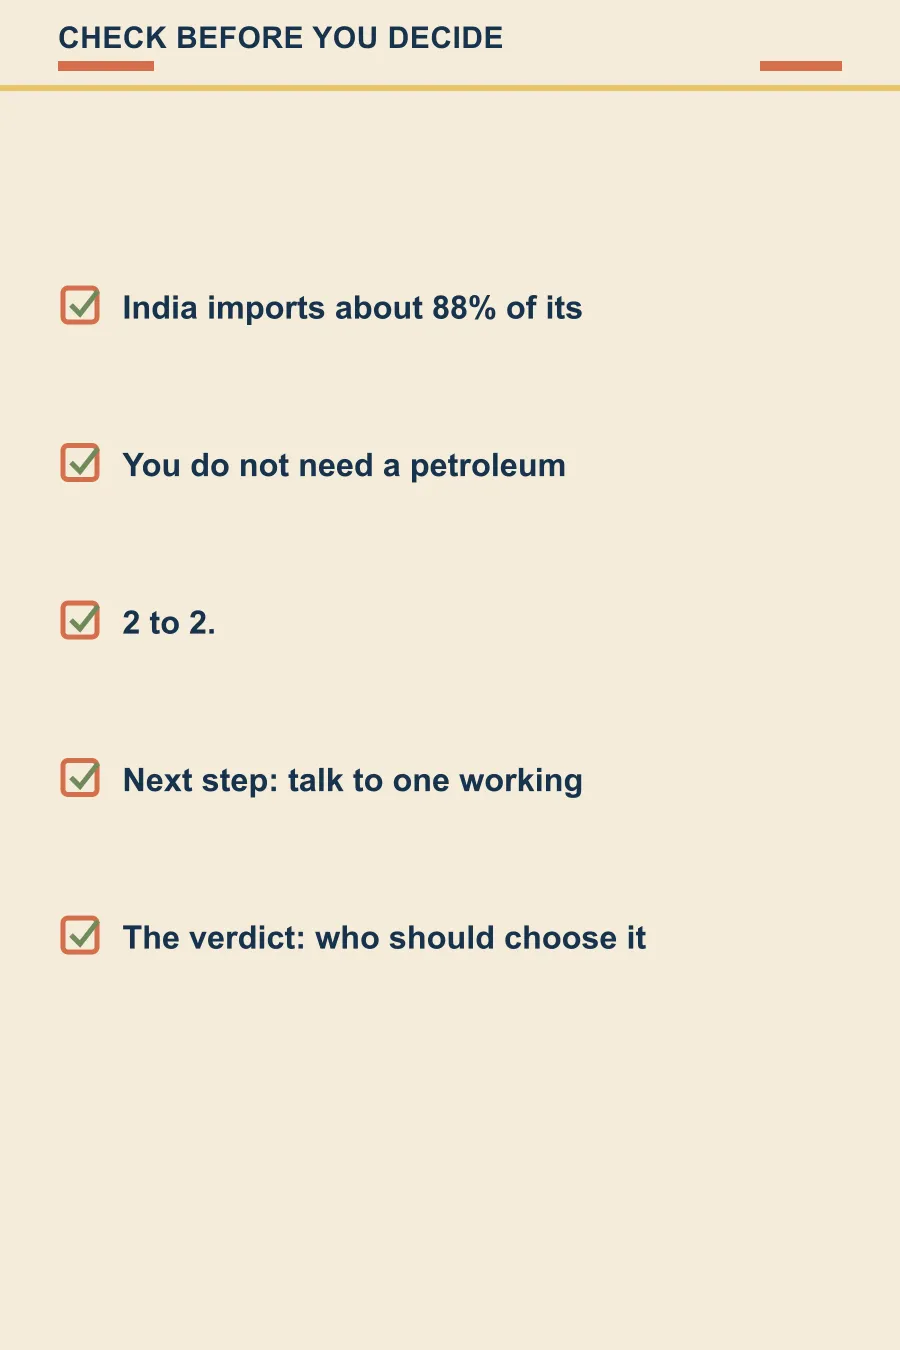 CHECK BEFORE YOU DECIDE
India imports about 88% of its
You do not need a petroleum
2 to 2.
Next step: talk to one working
The verdict: who should choose it